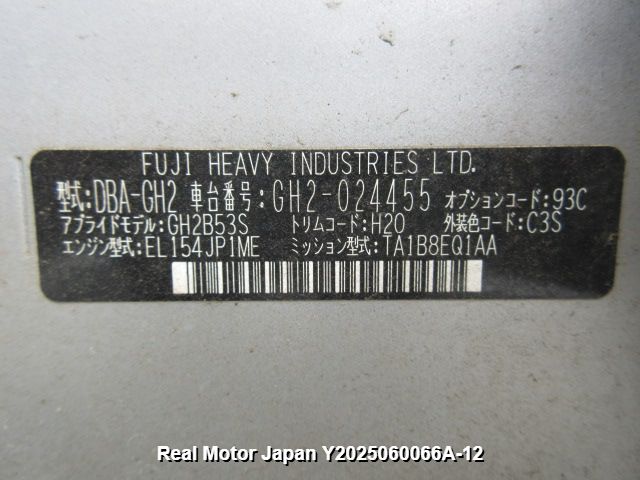 FUJI HEAVY INDUSTRIES LTD.
型式:DBA-GH2 車台番号:GH2-024455 オプションコード:93C
アプライドモデル:GH2B53S トリムコード:H20 外装色コード:C3S
エンジン型式:EL154JP1ME ミッション型式:TA1B8EQ1AA
Real Motor Japan Y2025060066A-12